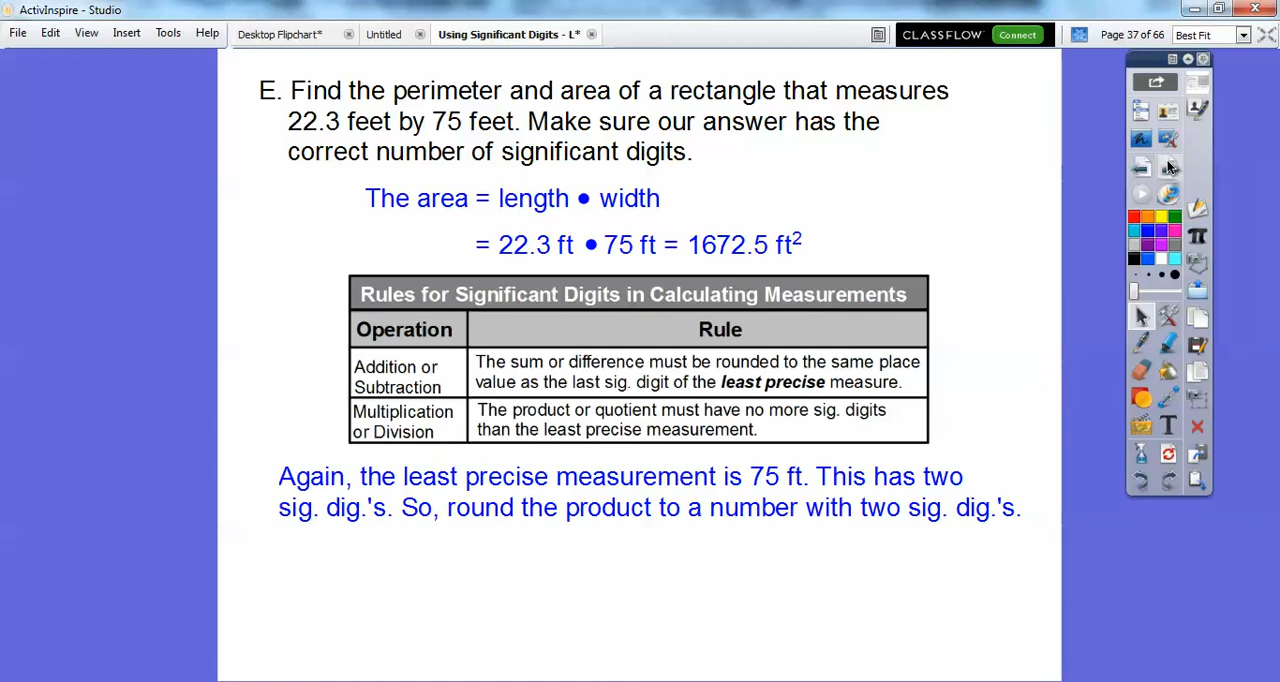 ActivInspire - Studio
File Edit View Insert Tools Help
Desktop Flipchart* Untitled Using Significant Digits - L*
CLASSFLOW Connect
Page 37 of 66 Best Fit
E. Find the perimeter and area of a rectangle that measures
22.3 feet by 75 feet. Make sure our answer has the
correct number of significant digits.
The area = length • width
= 22.3 ft • 75 ft = 1672.5 ft²
Rules for Significant Digits in Calculating Measurements
Operation Rule
Addition or
Subtraction
The sum or difference must be rounded to the same place
value as the last sig. digit of the least precise measure.
Multiplication
or Division
The product or quotient must have no more sig. digits
than the least precise measurement.
Again, the least precise measurement is 75 ft. This has two
sig. dig.'s. So, round the product to a number with two sig. dig.'s.